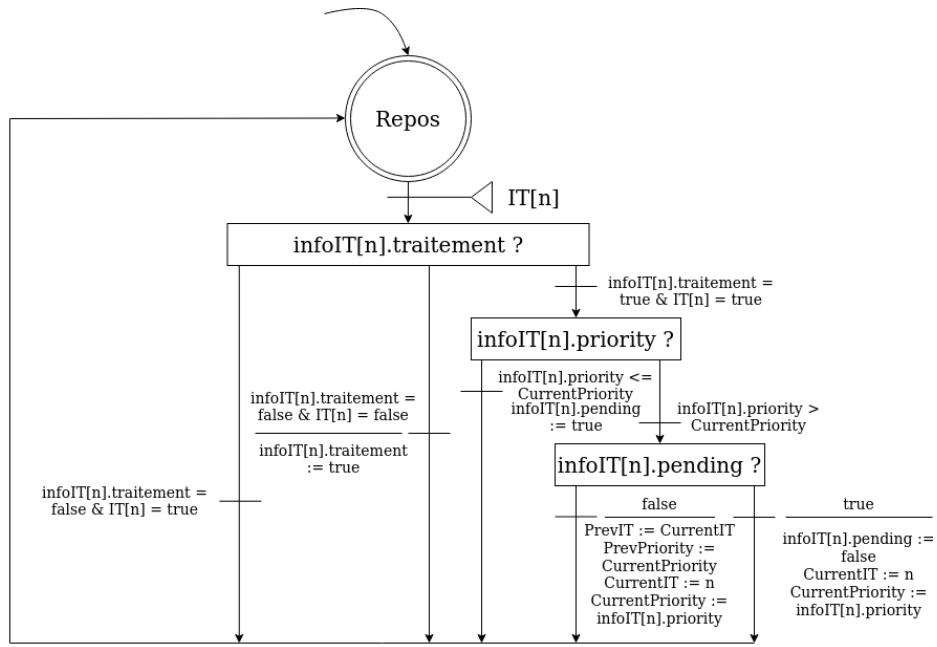 Repos
IT[n]
infoIT[n].traitement ?
infoIT[n].traitement =
true & IT[n] = true
infoIT[n].priority ?
infoIT[n].priority <=
CurrentPriority
infoIT[n].pending
:= true
infoIT[n].priority >
CurrentPriority
infoIT[n].traitement =
false & IT[n] = false
infoIT[n].traitement
:= true
infoIT[n].pending ?
infoIT[n].traitement =
false & IT[n] = true
false
PrevIT := CurrentIT
PrevPriority :=
CurrentPriority
CurrentIT := n
CurrentPriority :=
infoIT[n].priority
true
infoIT[n].pending :=
false
CurrentIT := n
CurrentPriority :=
infoIT[n].priority